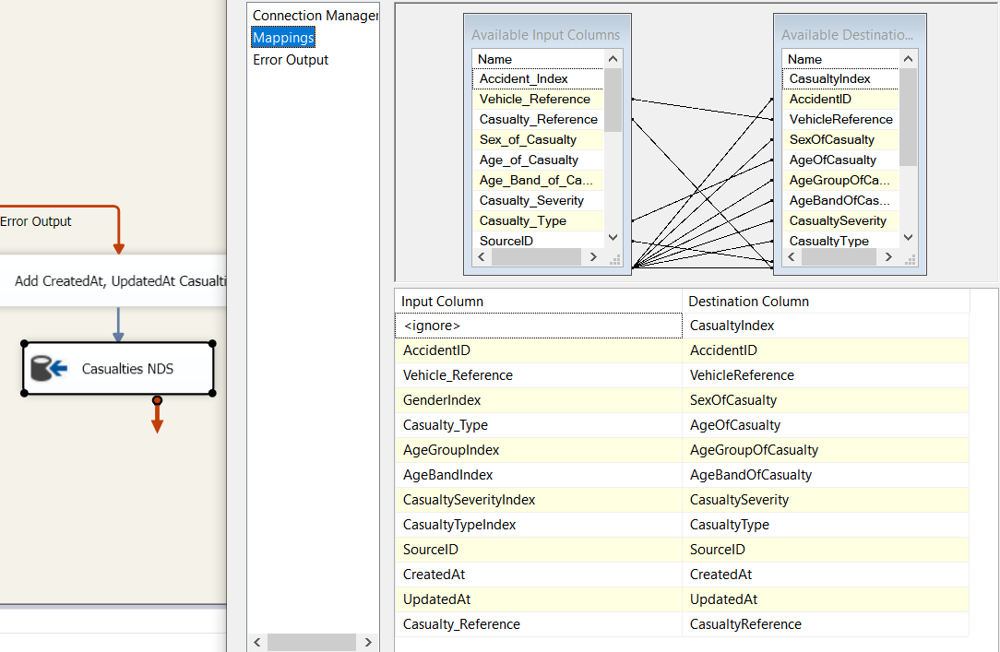 Error Output
Add CreatedAt, UpdatedAt Casualti
Casualties NDS
Connection Manager
Mappings
Error Output
Available Input Columns
Name
Accident_Index
Vehicle_Reference
Casualty_Reference
Sex_of_Casualty
Age_of_Casualty
Age_Band_of_Ca...
Casualty_Severity
Casualty_Type
SourceID
Available Destinatio...
Name
CasualtyIndex
AccidentID
VehicleReference
SexOfCasualty
AgeOfCasualty
AgeGroupOfCa...
AgeBandOfCas...
CasualtySeverity
CasualtyType
Input Column Destination Column
<ignore> CasualtyIndex
AccidentID AccidentID
Vehicle_Reference VehicleReference
GenderIndex SexOfCasualty
Casualty_Type AgeOfCasualty
AgeGroupIndex AgeGroupOfCasualty
AgeBandIndex AgeBandOfCasualty
CasualtySeverityIndex CasualtySeverity
CasualtyTypeIndex CasualtyType
SourceID SourceID
CreatedAt CreatedAt
UpdatedAt UpdatedAt
Casualty_Reference CasualtyReference